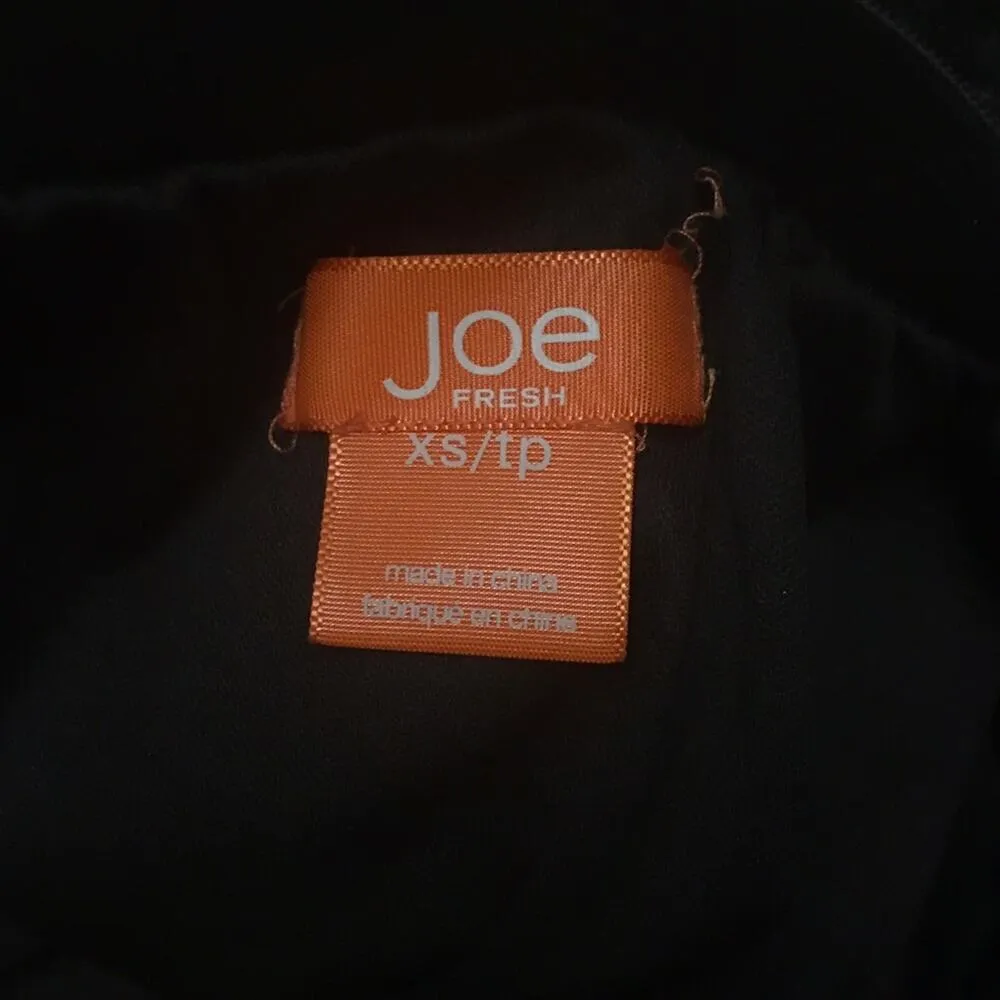 joe
FRESH
xs/tp
made in china
fabriqué en chine